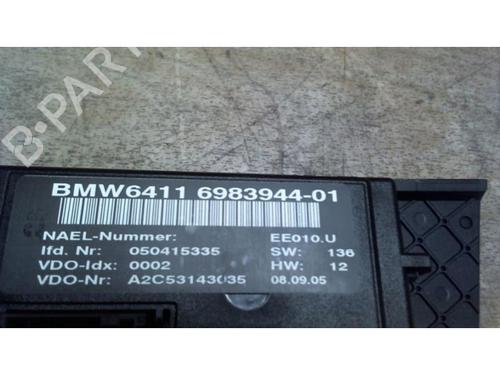 B-PARTS
BMW6411 6983944-01
NAEL-Nummer: EE010.U
lfd. Nr: 050415335 SW: 136
VDO-Idx: 0002 HW: 12
VDO-Nr: A2C53143035 08.09.05